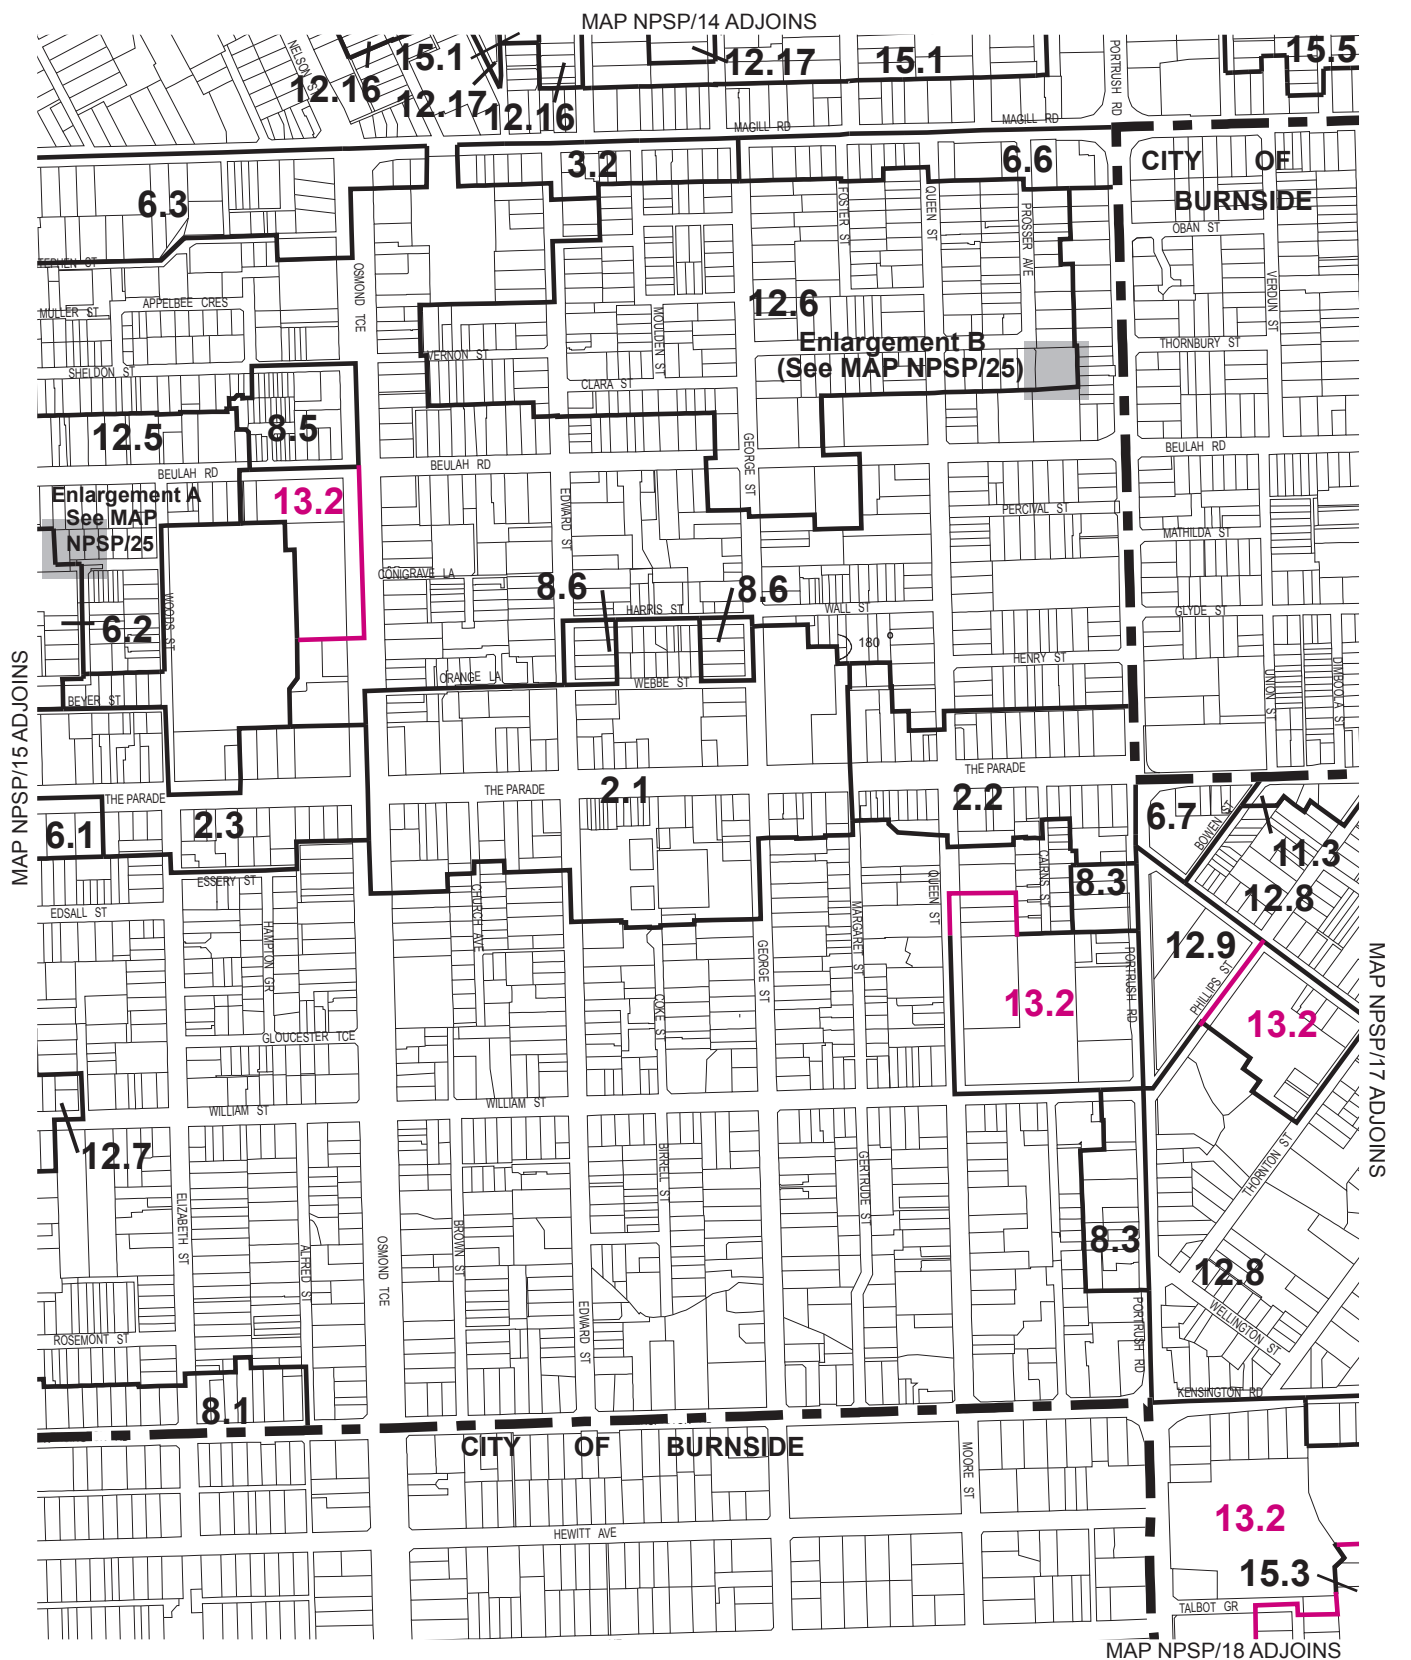 MAP NPSP/14 ADJOINS
15.1
12.17
15.1
15.5
12.16
12.17
12.16
NELSON ST
PORTRUSH RD
MAGILL RD
MAGILL RD
3.2
6.6
CITY OF
BURNSIDE
6.3
FOSTER ST
QUEEN ST
PROSSER AVE
OBAN ST
TEPHEN ST
OSMOND TCE
VERDUN ST
APPELBEE CRES
MULLER ST
12.6
MOULDEN ST
Enlargement B
(See MAP NPSP/25)
THORNBURY ST
VERNON ST
SHELDON ST
CLARA ST
12.5
8.5
GEORGE ST
BEULAH RD
BEULAH RD
BEULAH RD
Enlargement A
See MAP
NPSP/25
13.2
EDWARD ST
PERCIVAL ST
MATHILDA ST
CONIGRAVE LA
8.6
8.6
HARRIS ST
WALL ST
GLYDE ST
WOODS ST
6.2
180 °
HENRY ST
ORANGE LA
WEBBE ST
UNION ST
DIMBOOLA ST
BEYER ST
MAP NPSP/15 ADJOINS
THE PARADE
THE PARADE
THE PARADE
2.1
2.2
6.1
2.3
6.7
BOWEN ST
11.3
ESSERY ST
CHURCH AVE
QUEEN ST
CAIRNS ST
8.3
12.8
EDSALL ST
HAMPTON GR
MARGARET ST
GEORGE ST
12.9
PORTRUSH RD
PHILLIPS ST
MAP NPSP/17 ADJOINS
COKE ST
13.2
13.2
GLOUCESTER TCE
WILLIAM ST
WILLIAM ST
12.7
BIRRELL ST
GERTRUDE ST
THORNTON ST
ELIZABETH ST
ALFRED ST
OSMOND TCE
BROWN ST
8.3
12.8
EDWARD ST
PORTRUSH RD
WELLINGTON ST
ROSEMONT ST
KENSINGTON RD
8.1
CITY OF BURNSIDE
MOORE ST
13.2
HEWITT AVE
15.3
TALBOT GR
MAP NPSP/18 ADJOINS